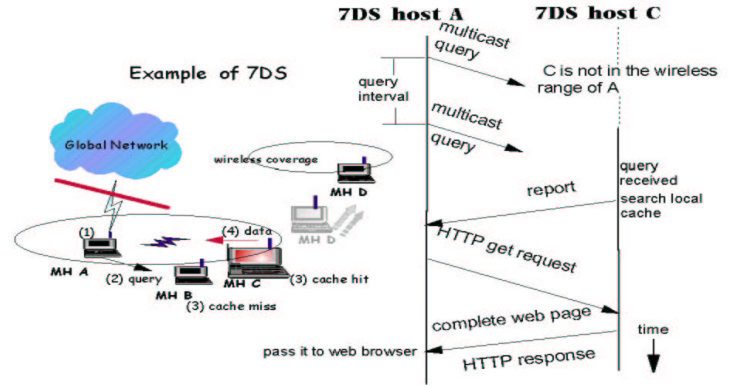 Example of 7DS
Global Network
wireless coverage
MH D
MH D
(1)
(4) data
MH A
(2) query
MH B
MH C
(3) cache hit
(3) cache miss
7DS host A
7DS host C
multicast
query
query
interval
C is not in the wireless
range of A
multicast
query
query
received
report
search local
cache
HTTP get request
complete web page
time
pass it to web browser
HTTP response